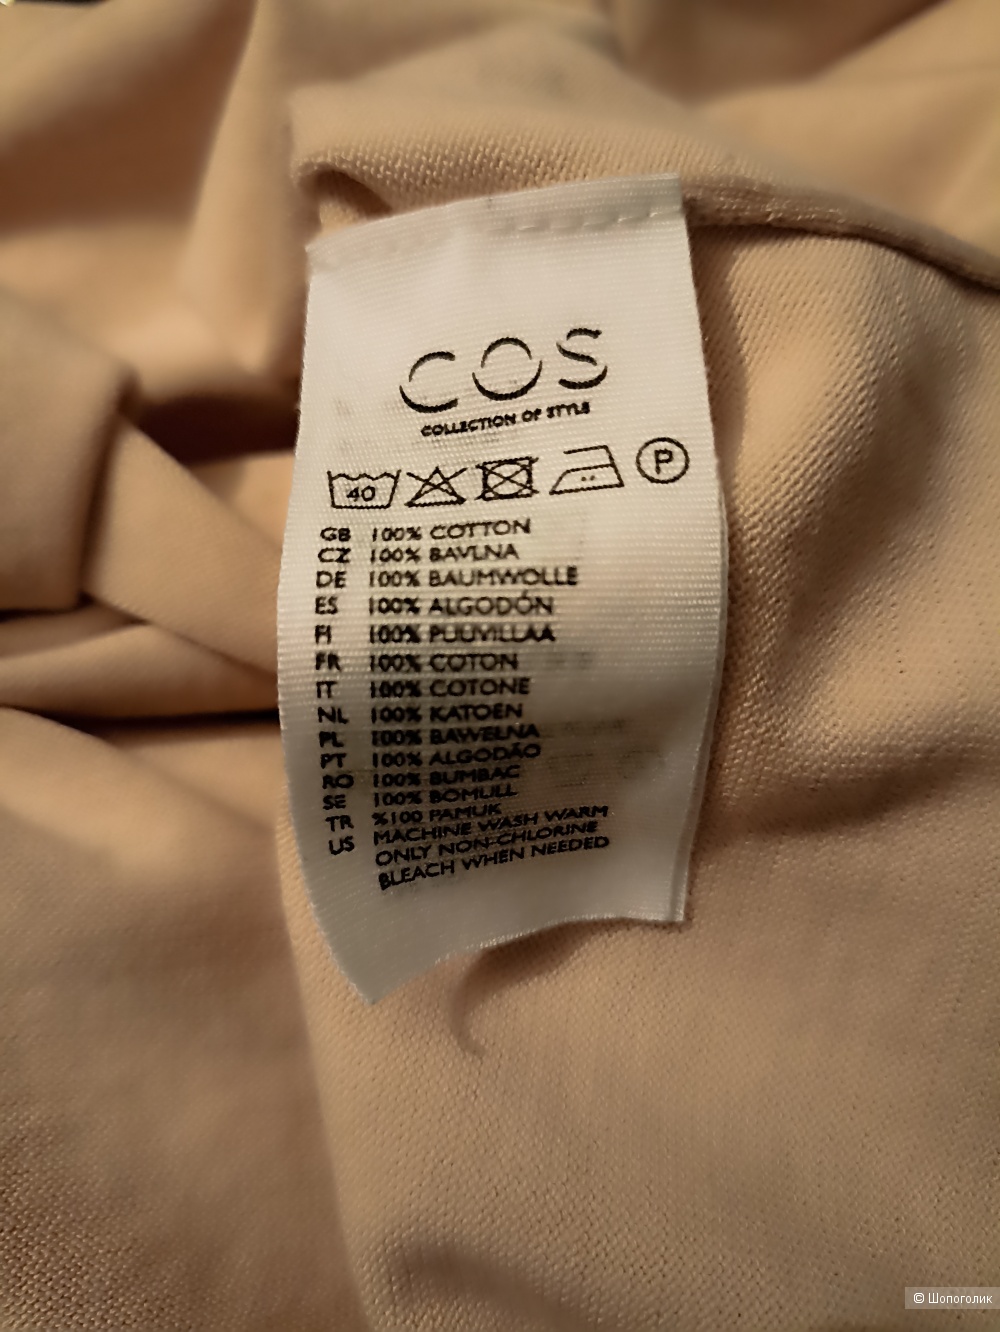 COS
COLLECTION OF STYLE
40 P
GB 100% COTTON
CZ 100% BAVLNA
DE 100% BAUMWOLLE
ES 100% ALGODÓN
FI 100% PUUVILLAA
FR 100% COTON
IT 100% COTONE
NL 100% KATOEN
PL 100% BAWEŁNA
PT 100% ALGODÃO
RO 100% BUMBAC
SE 100% BOMULL
TR %100 PAMUK
US MACHINE WASH WARM
ONLY NON-CHLORINE
BLEACH WHEN NEEDED
© Шопоголик